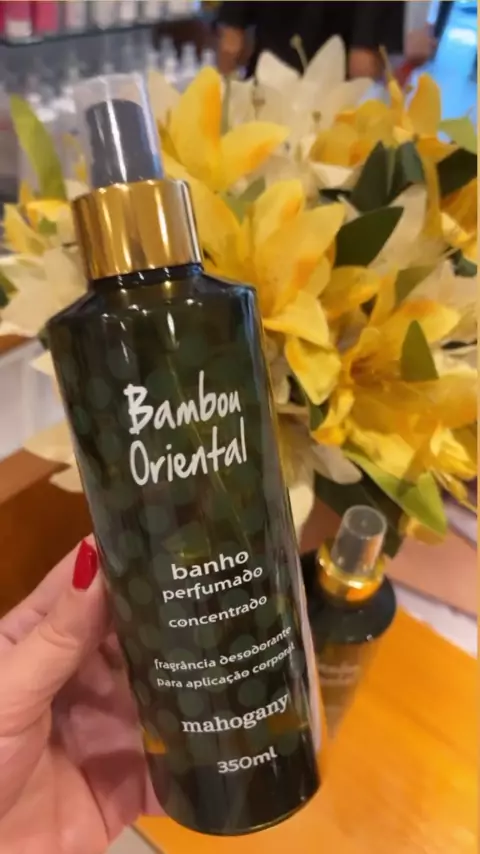 Bambou
Oriental
banho
perfumado
concentrado
fragrância desodorante
para aplicação corporal
mahogany
350ml